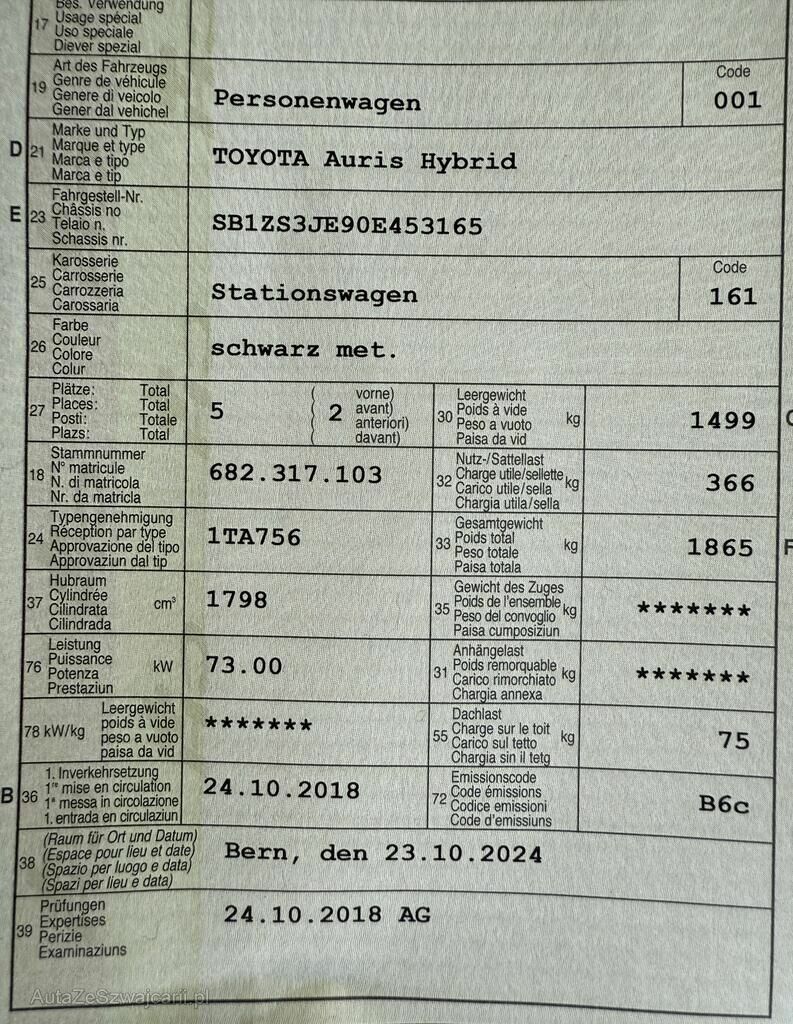 Bes. Verwendung
17 Usage spécial
Uso speciale
Diever spezial
19 Art des Fahrzeugs
Genre de véhicule
Genere di veicolo
Gener dal vehichel
Personenwagen
Code
001
D 21 Marke und Typ
Marque et type
Marca e tipo
Marca e tip
TOYOTA Auris Hybrid
E 23 Fahrgestell-Nr.
Châssis no
Telaio n.
Schassis nr.
SB1ZS3JE90E453165
25 Karosserie
Carrosserie
Carrozzeria
Carossaria
Stationswagen
Code
161
26 Farbe
Couleur
Colore
Colur
schwarz met.
27 Plätze: Total
Places: Total
Posti: Totale
Plazs: Total
5
( vorne)
( 2 avant)
( anteriori)
( davant)
30 Leergewicht
Poids à vide
Peso a vuoto
Paisa da vid
kg
1499
18 Stammnummer
N° matricule
N. di matricola
Nr. da matricla
682.317.103
32 Nutz-/Sattellast
Charge utile/sellette
Carico utile/sella
Chargia utila/sella
kg
366
24 Typengenehmigung
Réception par type
Approvazione del tipo
Approvaziun dal tip
1TA756
33 Gesamtgewicht
Poids total
Peso totale
Paisa totala
kg
1865
F
37 Hubraum
Cylindrée
Cilindrata
Cilindrada
cm³
1798
35 Gewicht des Zuges
Poids de l'ensemble
Peso del convoglio
Paisa cumposiziun
kg
*******
76 Leistung
Puissance
Potenza
Prestaziun
kW
73.00
31 Anhängelast
Poids remorquable
Carico rimorchiato
Chargia annexa
kg
*******
78 kW/kg
Leergewicht
poids à vide
peso a vuoto
paisa da vid
*******
55 Dachlast
Charge sur le toit
Carico sul tetto
Chargia sin il tetg
kg
75
B 36 1. Inverkehrsetzung
1re mise en circulation
1a messa in circolazione
1. entrada en circulaziun
24.10.2018
72 Emissionscode
Code émissions
Codice emissioni
Code d'emissiuns
B6c
38 (Raum für Ort und Datum)
(Espace pour lieu et date)
(Spazio per luogo e data)
(Spazi per lieu e data)
Bern, den 23.10.2024
39 Prüfungen
Expertises
Perizie
Examinaziuns
24.10.2018 AG
AutaZeSzwajcarii.pl